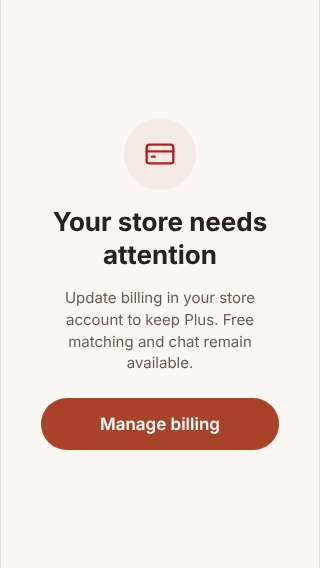 Your store needs
attention
Update billing in your store
account to keep Plus. Free
matching and chat remain
available.
Manage billing